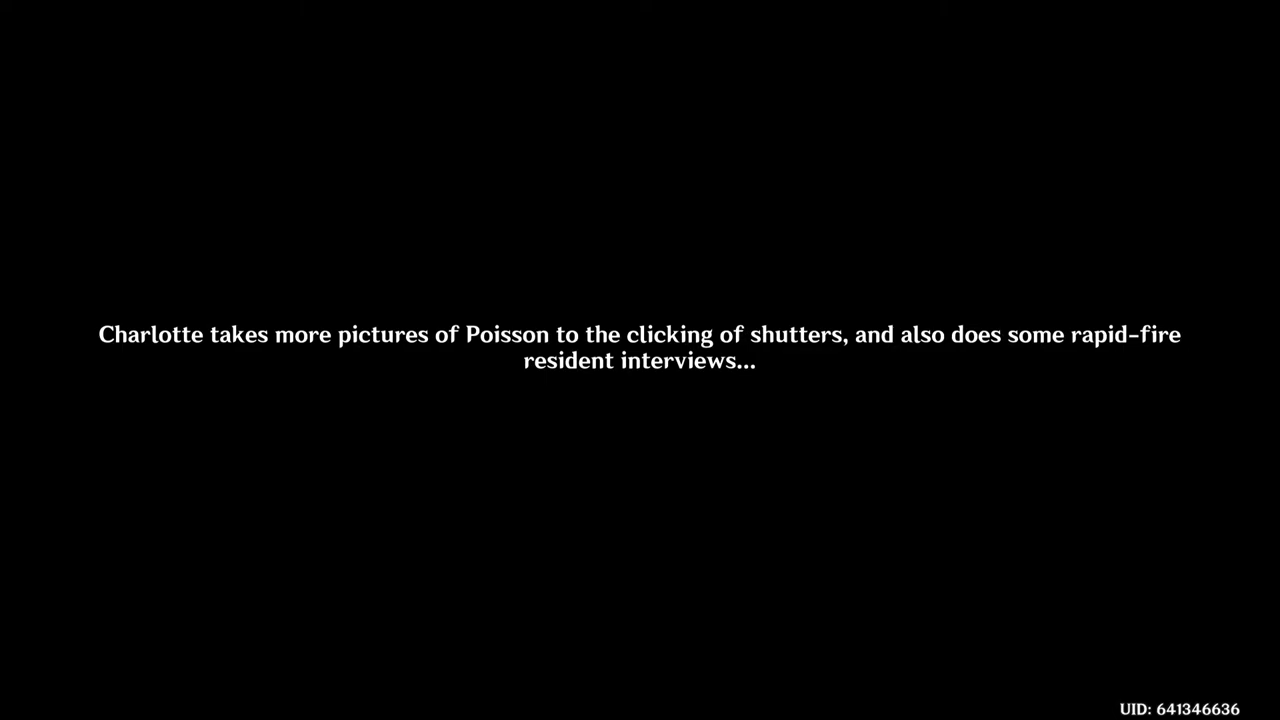 Charlotte takes more pictures of Poisson to the clicking of shutters, and also does some rapid-fire
resident interviews...
UID: 641346636